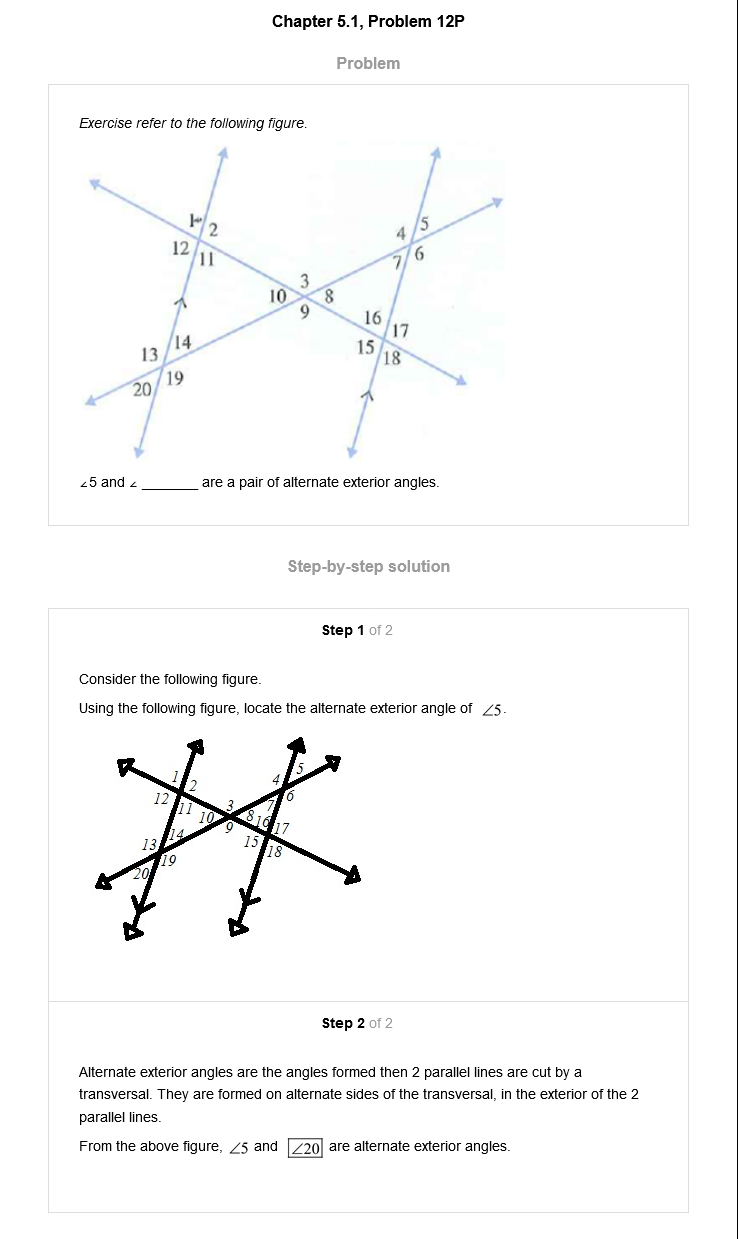 Chapter 5.1, Problem 12P
Problem
Exercise refer to the following figure.
1 2
12 11
4 5
7 6
3
10 8
9
16 17
15 18
13 14
20 19
∠5 and ∠ _______ are a pair of alternate exterior angles.
Step-by-step solution
Step 1 of 2
Consider the following figure.
Using the following figure, locate the alternate exterior angle of ∠5.
1 2
12 11
4 5
7 6
3
10 8
9
16 17
15 18
13 14
20 19
Step 2 of 2
Alternate exterior angles are the angles formed then 2 parallel lines are cut by a
transversal. They are formed on alternate sides of the transversal, in the exterior of the 2
parallel lines.
From the above figure, ∠5 and ∠20 are alternate exterior angles.